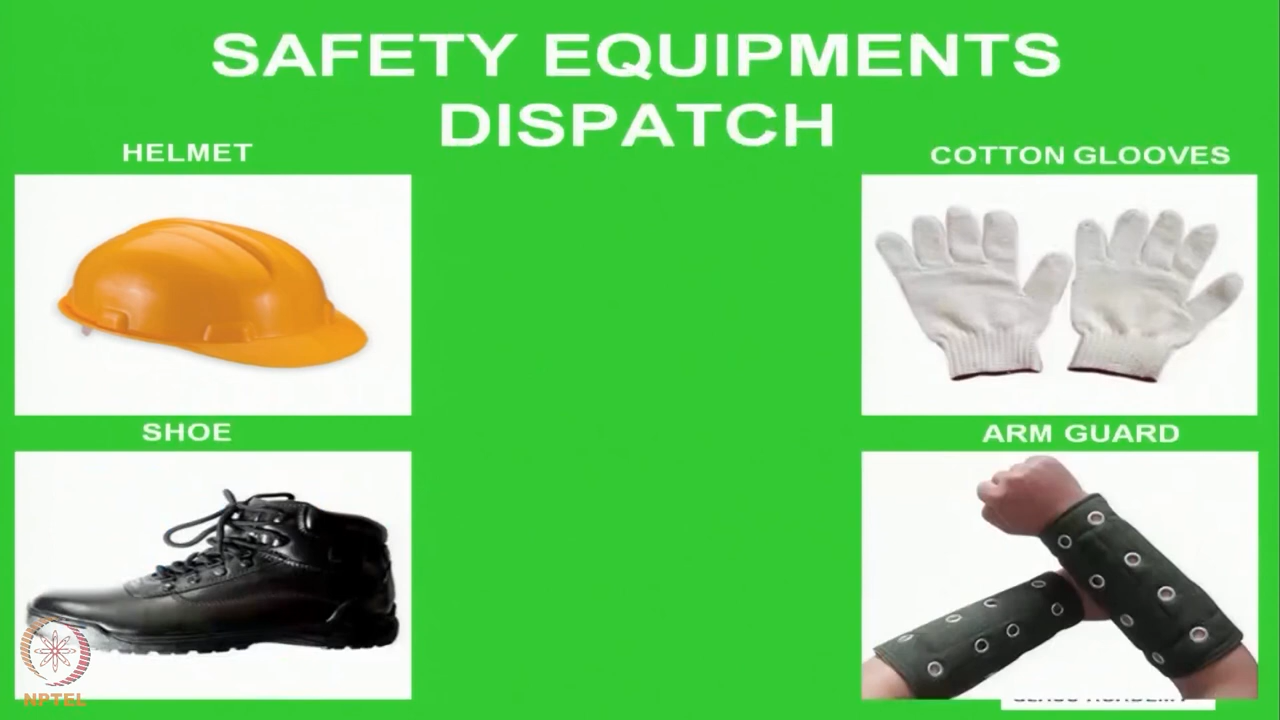 SAFETY EQUIPMENTS
DISPATCH
HELMET
COTTON GLOOVES
SHOE
ARM GUARD
NPTEL